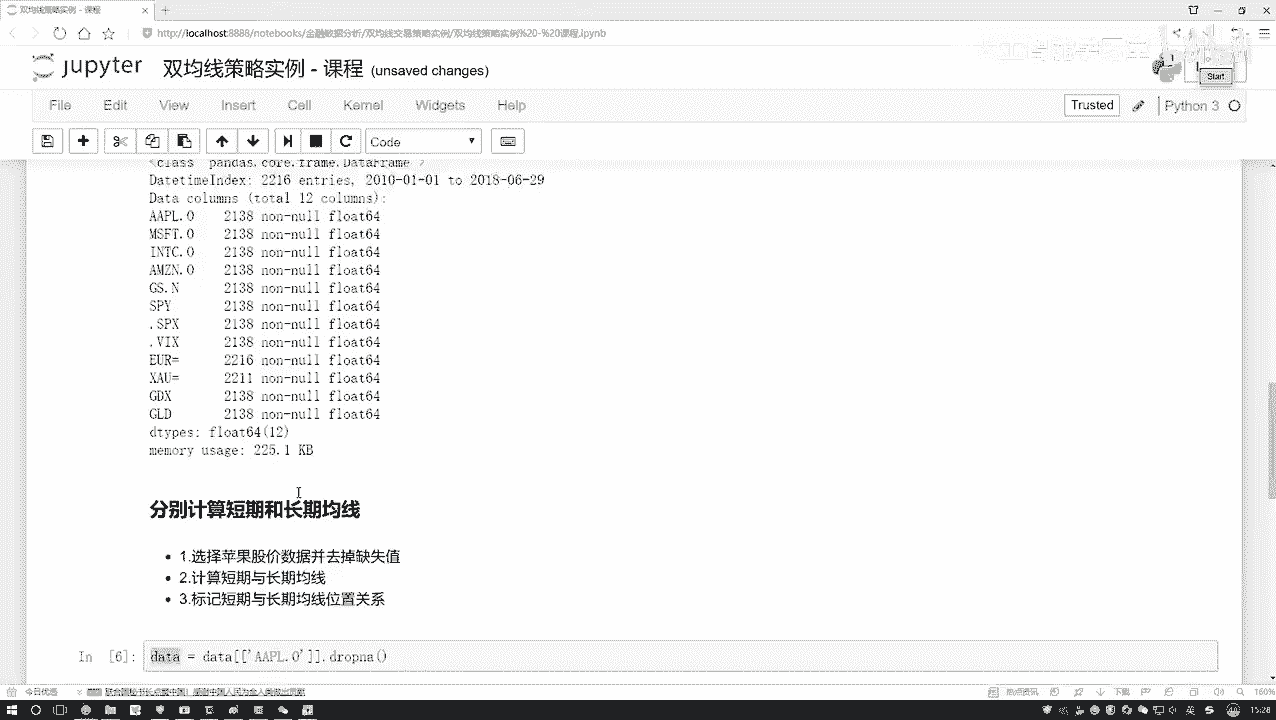 双均线策略实例 - 课程
http://localhost:8888/notebooks/金融数据分析/双均线交易策略实例/双均线策略实例%20-%20课程.ipynb
jupyter 双均线策略实例 - 课程 (unsaved changes)
Start
File Edit View Insert Cell Kernel Widgets Help
Trusted
Python 3
Code
<class 'pandas.core.frame.DataFrame'>
DatetimeIndex: 2216 entries, 2010-01-01 to 2018-06-29
Data columns (total 12 columns):
AAPL.O 2138 non-null float64
MSFT.O 2138 non-null float64
INTC.O 2138 non-null float64
AMZN.O 2138 non-null float64
GS.N 2138 non-null float64
SPY 2138 non-null float64
.SPX 2138 non-null float64
.VIX 2138 non-null float64
EUR= 2216 non-null float64
XAU= 2211 non-null float64
GDX 2138 non-null float64
GLD 2138 non-null float64
dtypes: float64(12)
memory usage: 225.1 KB
分别计算短期和长期均线
1.选择苹果股价数据并去掉缺失值
2.计算短期与长期均线
3.标记短期与长期均线位置关系
In [6]: data = data[['AAPL.O']].dropna()
今日优选
热点资讯
下载
160%
15:28